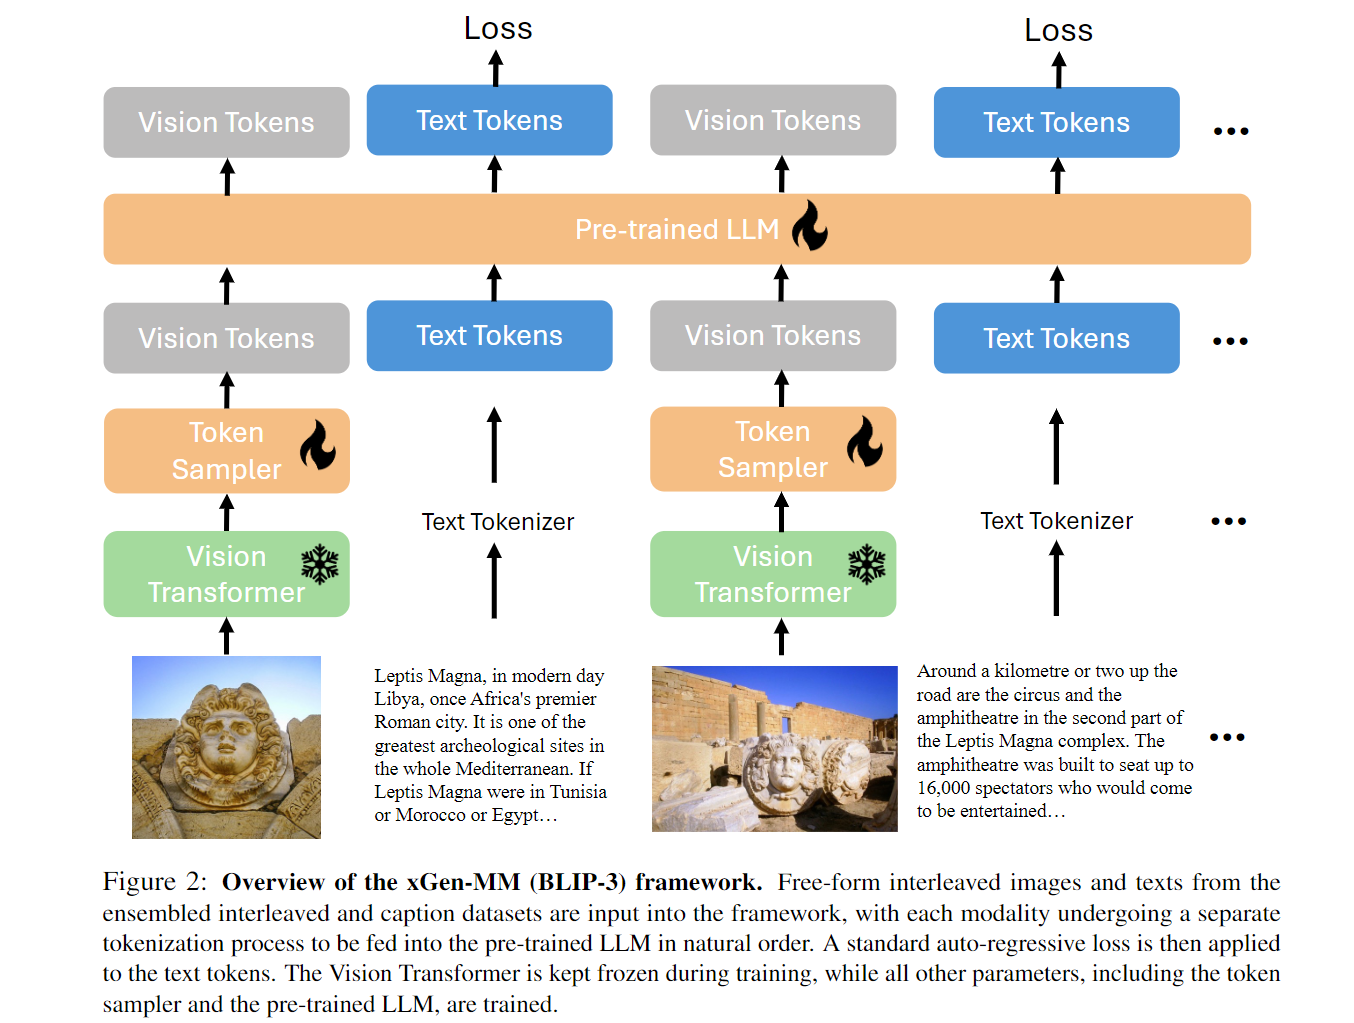 Loss
Loss
Vision Tokens
Text Tokens
Vision Tokens
Text Tokens
...
Pre-trained LLM
Vision Tokens
Text Tokens
Vision Tokens
Text Tokens
...
Token
Sampler
Token
Sampler
Text Tokenizer
Text Tokenizer
...
Vision
Transformer
Vision
Transformer
Leptis Magna, in modern day
Libya, once Africa's premier
Roman city. It is one of the
greatest archeological sites in
the whole Mediterranean. If
Leptis Magna were in Tunisia
or Morocco or Egypt…
Around a kilometre or two up the
road are the circus and the
amphitheatre in the second part of
the Leptis Magna complex. The
amphitheatre was built to seat up to
16,000 spectators who would come
to be entertained…
...
Figure 2: Overview of the xGen-MM (BLIP-3) framework. Free-form interleaved images and texts from the
ensembled interleaved and caption datasets are input into the framework, with each modality undergoing a separate
tokenization process to be fed into the pre-trained LLM in natural order. A standard auto-regressive loss is then applied
to the text tokens. The Vision Transformer is kept frozen during training, while all other parameters, including the token
sampler and the pre-trained LLM, are trained.